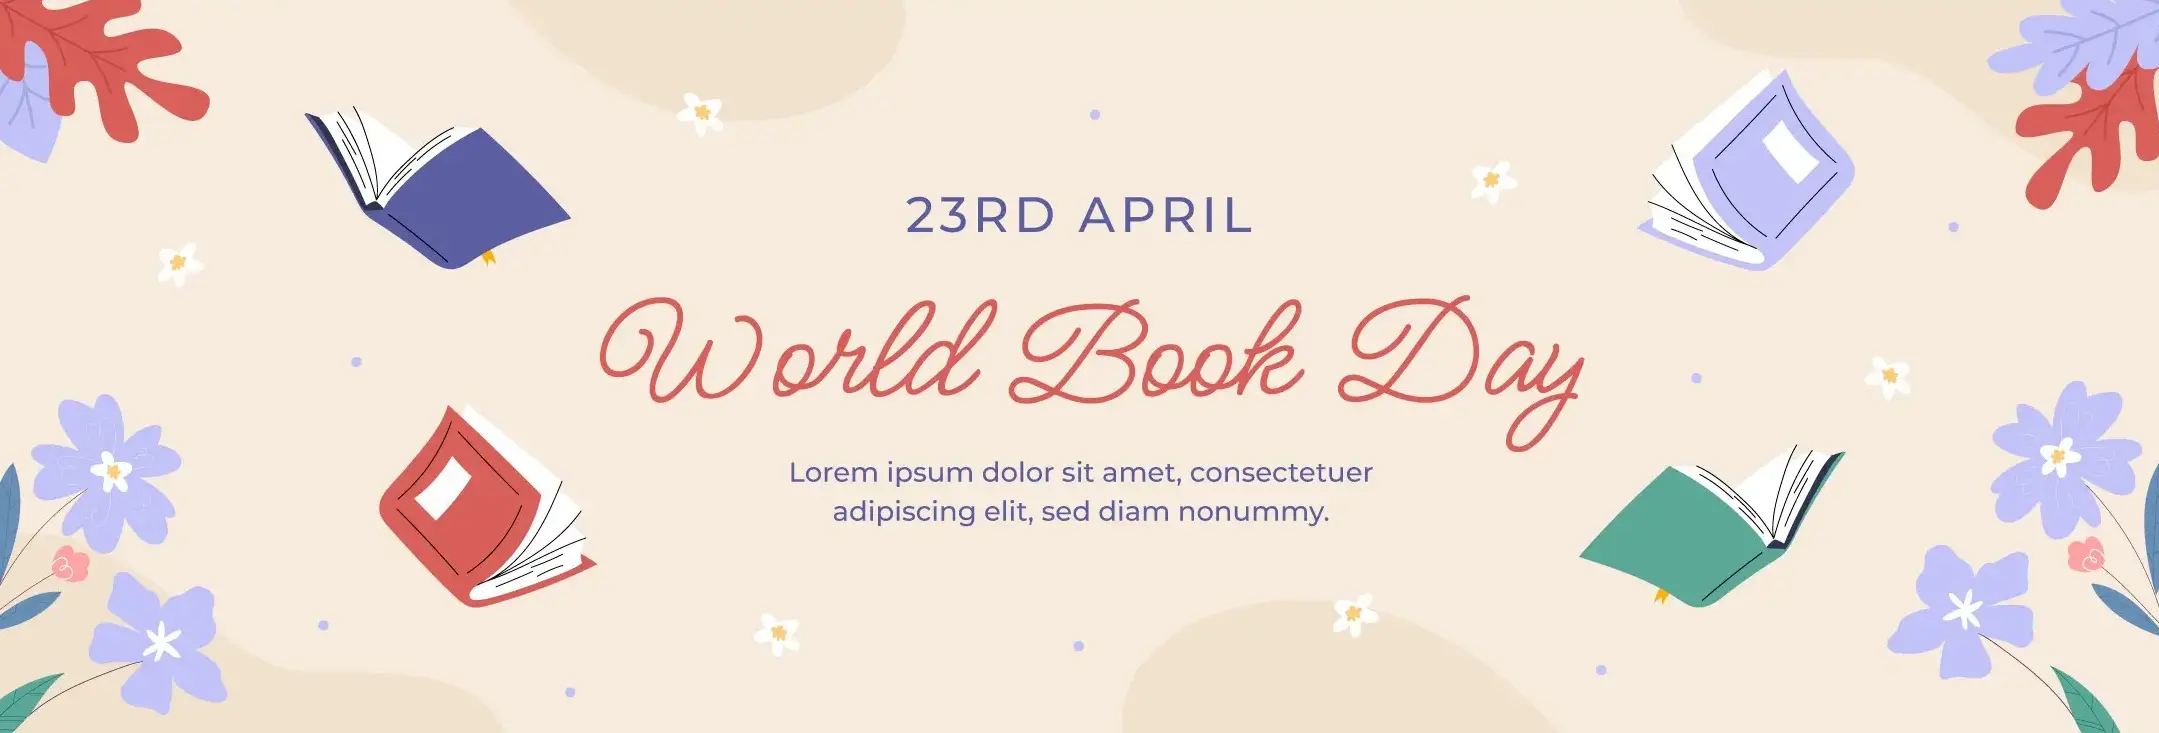 23RD APRIL
World Book Day
Lorem ipsum dolor sit amet, consectetuer
adipiscing elit, sed diam nonummy.